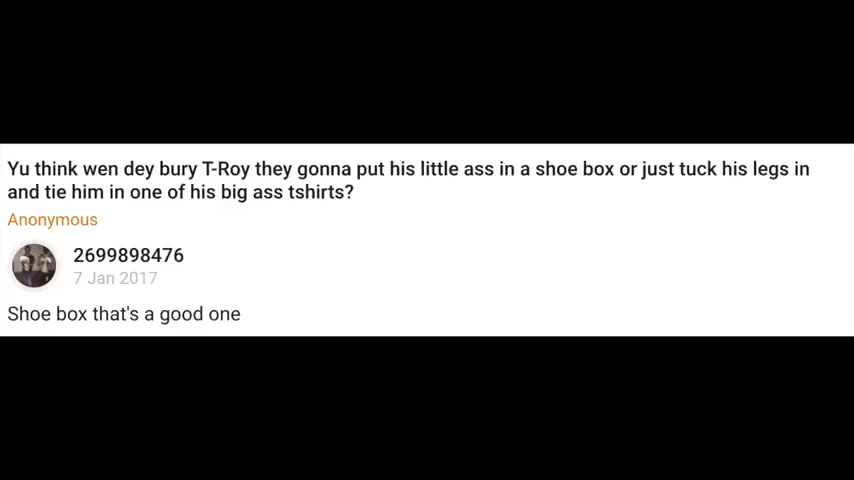 Yu think wen dey bury T-Roy they gonna put his little ass in a shoe box or just tuck his legs in
and tie him in one of his big ass tshirts?
Anonymous
2699898476
7 Jan 2017
Shoe box that's a good one